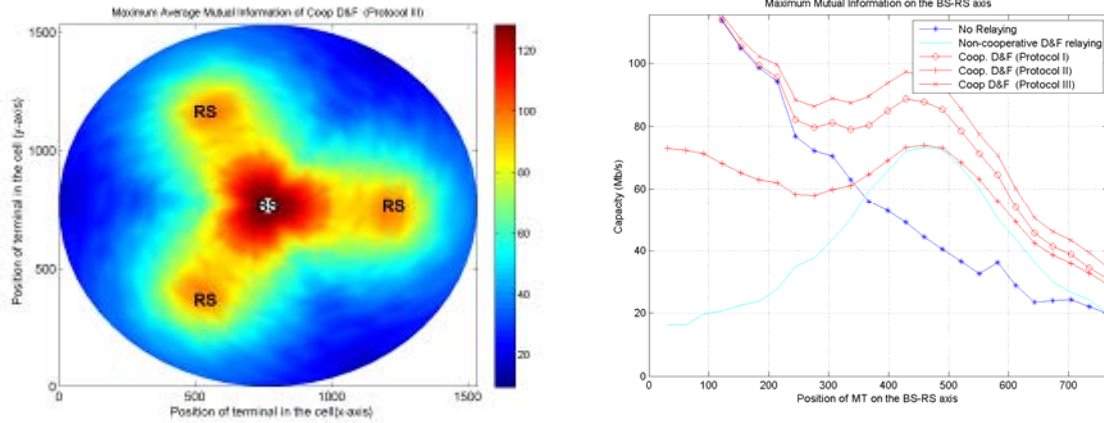 Maximum Average Mutual Information of Coop D&F (Protocol III)
Position of terminal in the cell (y-axis)
1500
1000
500
0
RS
BS
RS
RS
0
500
1000
1500
Position of terminal in the cell(x-axis)
120
100
80
60
40
20
Maximum Mutual Information on the BS-RS axis
No Relaying
Non-cooperative D&F relaying
Coop. D&F (Protocol I)
Coop. D&F (Protocol II)
Coop D&F (Protocol III)
Capacity (Mb/s)
100
80
60
40
20
0
0
100
200
300
400
500
600
700
Position of MT on the BS-RS axis